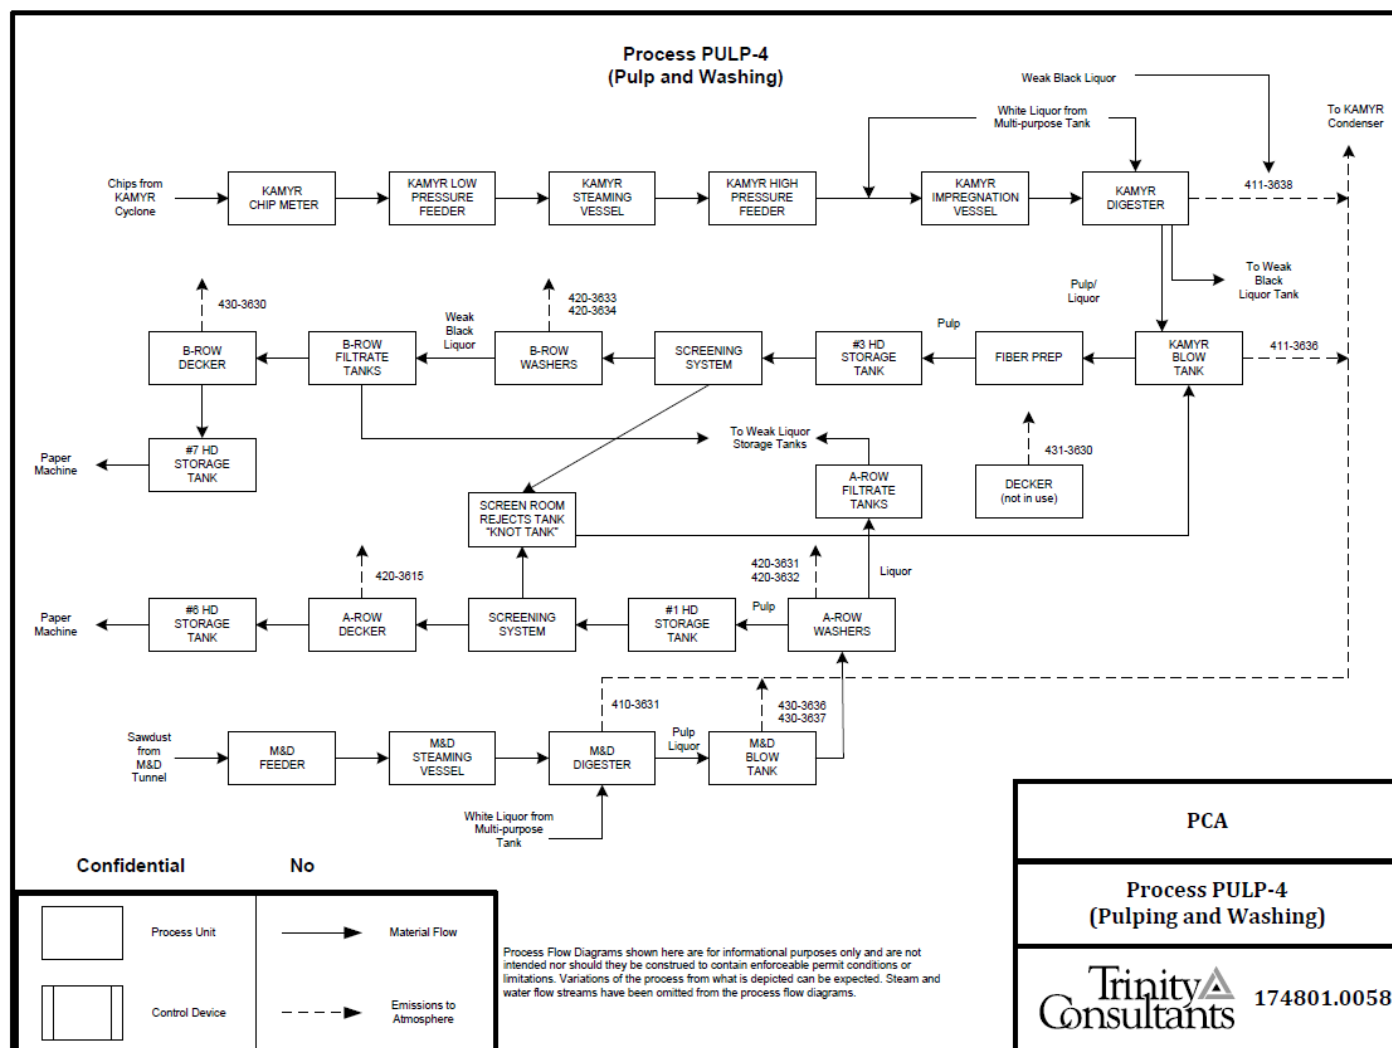 Process PULP-4
(Pulp and Washing)
Weak Black Liquor
White Liquor from
Multi-purpose Tank
To KAMYR
Condenser
Chips from
KAMYR
Cyclone
KAMYR
CHIP METER
KAMYR LOW
PRESSURE
FEEDER
KAMYR
STEAMING
VESSEL
KAMYR HIGH
PRESSURE
FEEDER
KAMYR
IMPREGNATION
VESSEL
KAMYR
DIGESTER
411-3638
To Weak
Black
Liquor Tank
Pulp/
Liquor
430-3630
420-3633
420-3634
Weak
Black
Liquor
Pulp
B-ROW
DECKER
B-ROW
FILTRATE
TANKS
B-ROW
WASHERS
SCREENING
SYSTEM
#3 HD
STORAGE
TANK
FIBER PREP
KAMYR
BLOW
TANK
411-3636
To Weak Liquor
Storage Tanks
431-3630
Paper
Machine
#7 HD
STORAGE
TANK
A-ROW
FILTRATE
TANKS
DECKER
(not in use)
SCREEN ROOM
REJECTS TANK
"KNOT TANK"
420-3615
420-3631
420-3632
Liquor
Pulp
Paper
Machine
#6 HD
STORAGE
TANK
A-ROW
DECKER
SCREENING
SYSTEM
#1 HD
STORAGE
TANK
A-ROW
WASHERS
410-3631
430-3636
430-3637
Pulp
Liquor
Sawdust
from
M&D
Tunnel
M&D
FEEDER
M&D
STEAMING
VESSEL
M&D
DIGESTER
M&D
BLOW
TANK
White Liquor from
Multi-purpose
Tank
Confidential No
Process Unit
Material Flow
Control Device
Emissions to
Atmosphere
Process Flow Diagrams shown here are for informational purposes only and are not
intended nor should they be construed to contain enforceable permit conditions or
limitations. Variations of the process from what is depicted can be expected. Steam and
water flow streams have been omitted from the process flow diagrams.
PCA
Process PULP-4
(Pulping and Washing)
Trinity
Consultants
174801.0058